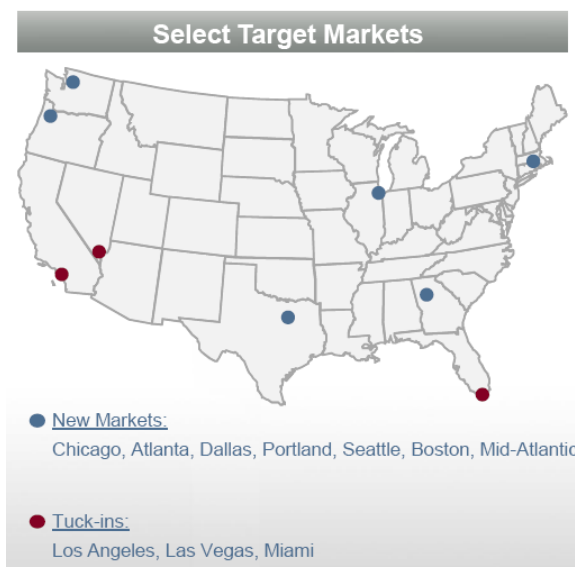 Select Target Markets
New Markets:
Chicago, Atlanta, Dallas, Portland, Seattle, Boston, Mid-Atlantic
Tuck-ins:
Los Angeles, Las Vegas, Miami